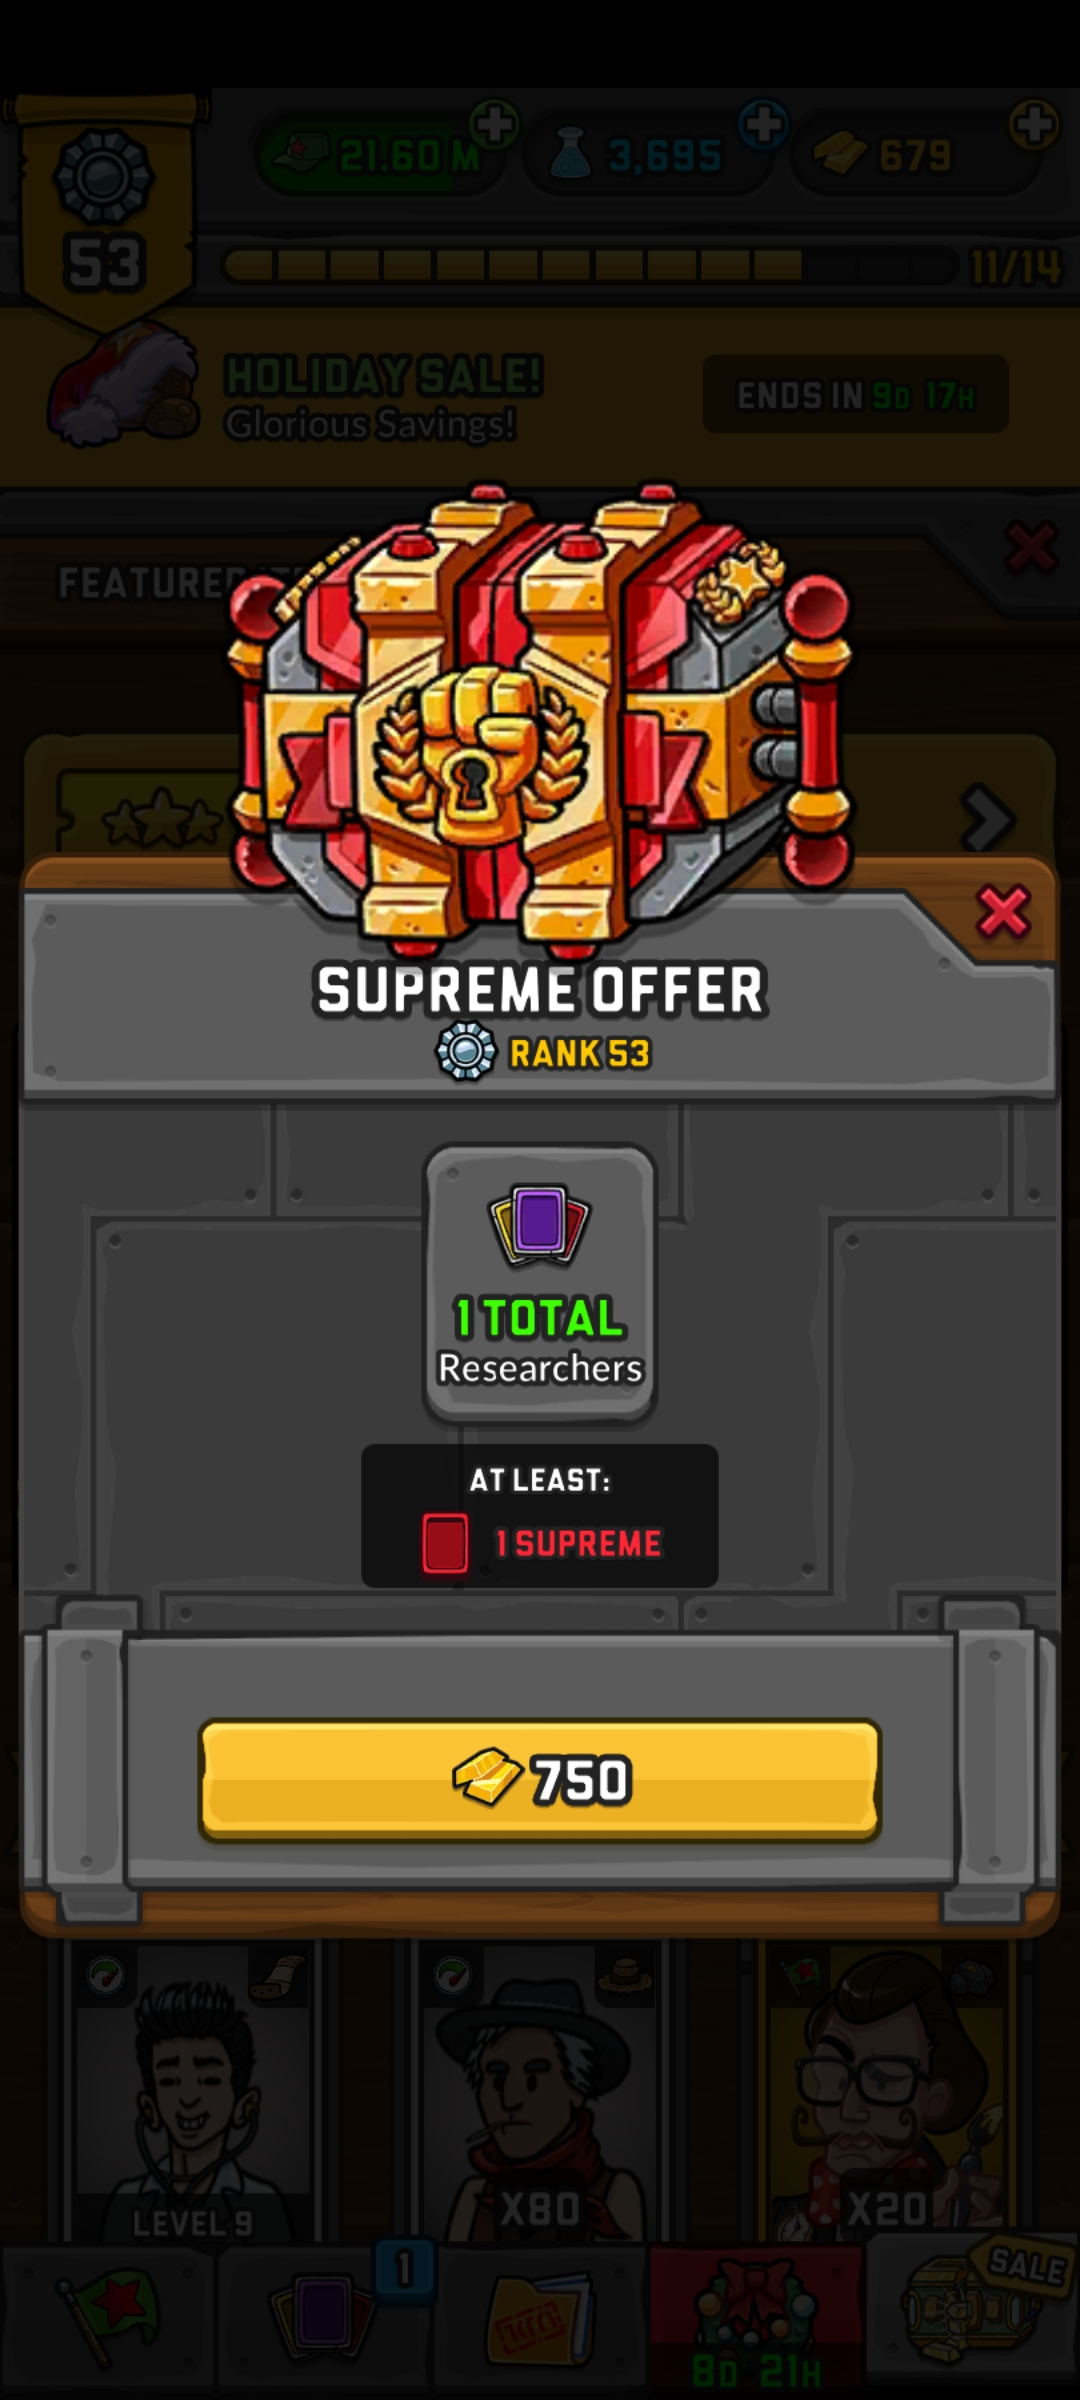 21.60 M
3,695
679
53
11/14
HOLIDAY SALE!
Glorious Savings!
ENDS IN 9D 17H
FEATURED
SUPREME OFFER
RANK 53
1 TOTAL
Researchers
AT LEAST:
1 SUPREME
750
LEVEL 9
X80
X20
1
SALE
8D 21H